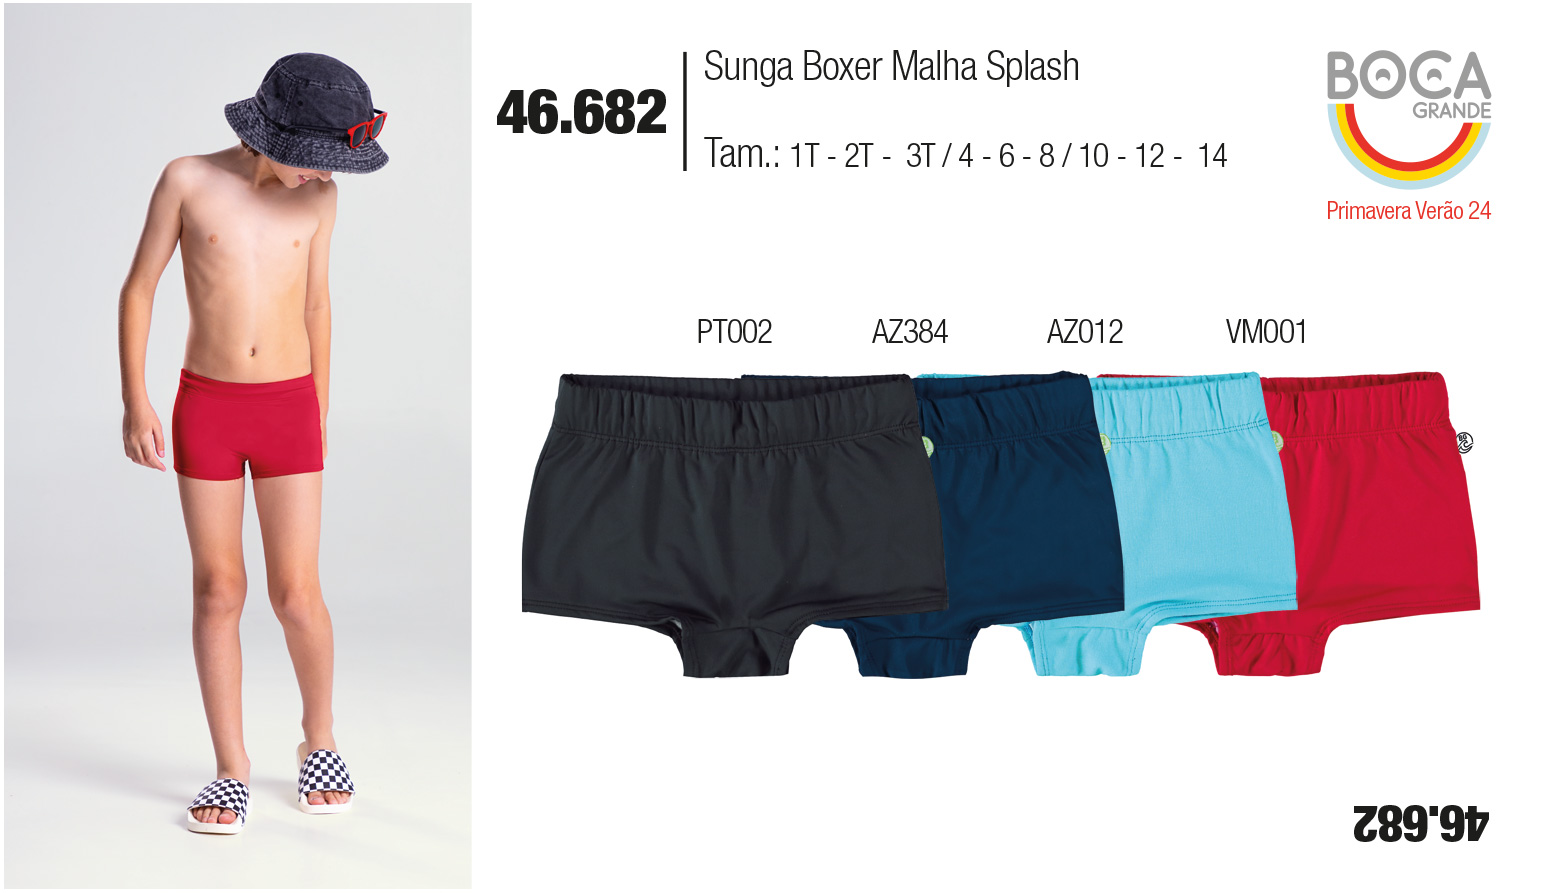 46.682
Sunga Boxer Malha Splash
Tam.: 1T - 2T - 3T / 4 - 6 - 8 / 10 - 12 - 14
BOCA
GRANDE
Primavera Verão 24
PT002 AZ384 AZ012 VM001
46.682